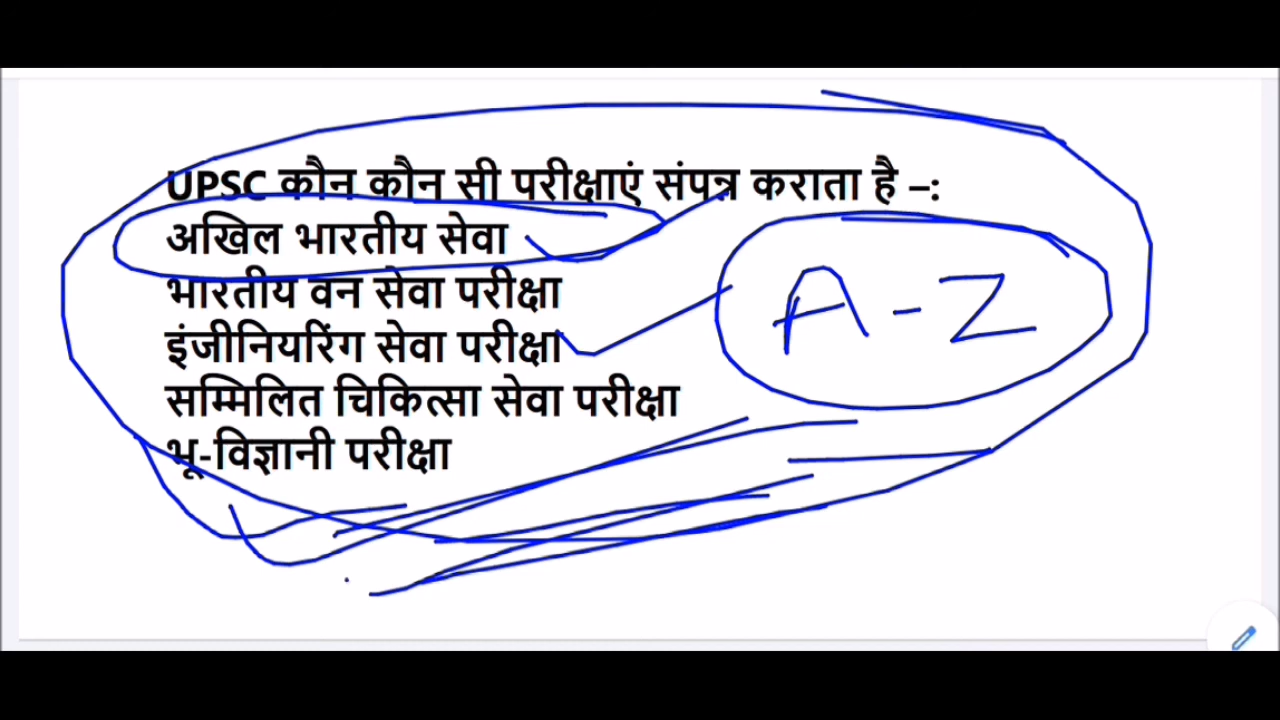 UPSC कौन कौन सी परीक्षाएं संपन्न कराता है –:
अखिल भारतीय सेवा
भारतीय वन सेवा परीक्षा
इंजीनियरिंग सेवा परीक्षा
सम्मिलित चिकित्सा सेवा परीक्षा
भू-विज्ञानी परीक्षा
A - Z